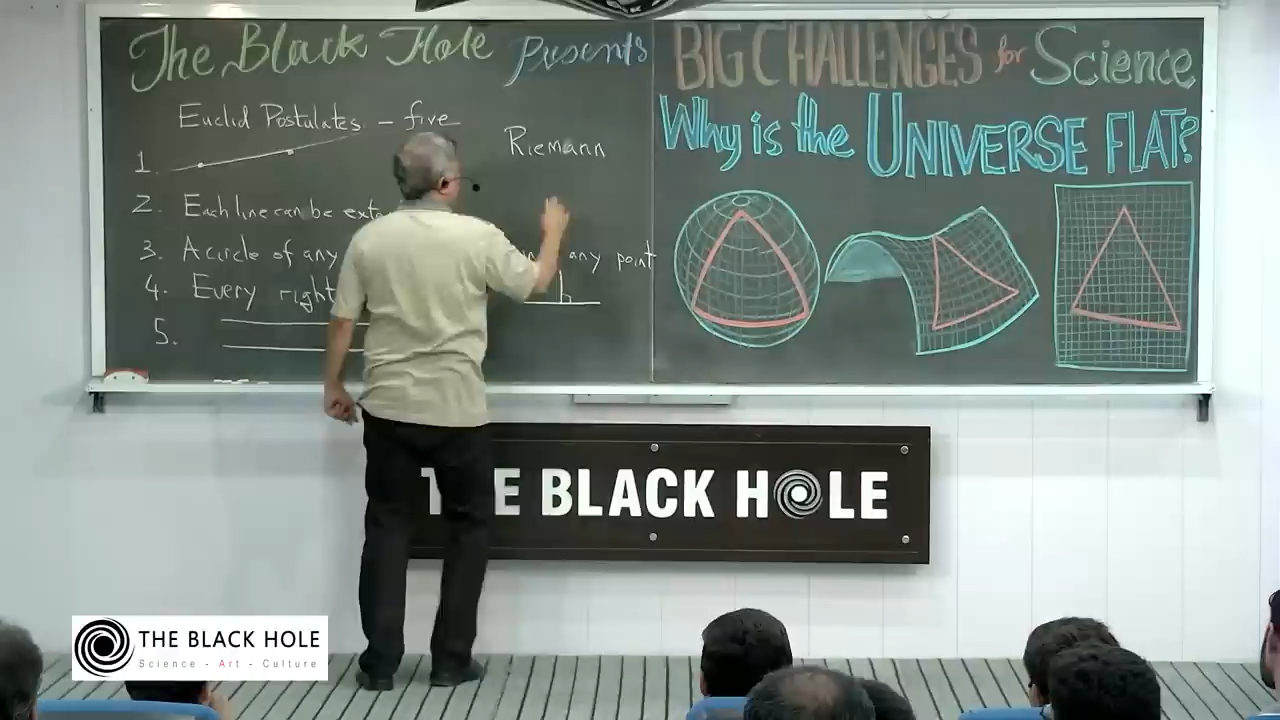 The Black Hole Presents
Euclid Postulates - five
1.
Riemann
2. Each line can be exte
3. A circle of any any point
4. Every right
5.
BIG CHALLENGES for Science
Why is the UNIVERSE FLAT?
THE BLACK HOLE
THE BLACK HOLE
Science - Art - Culture